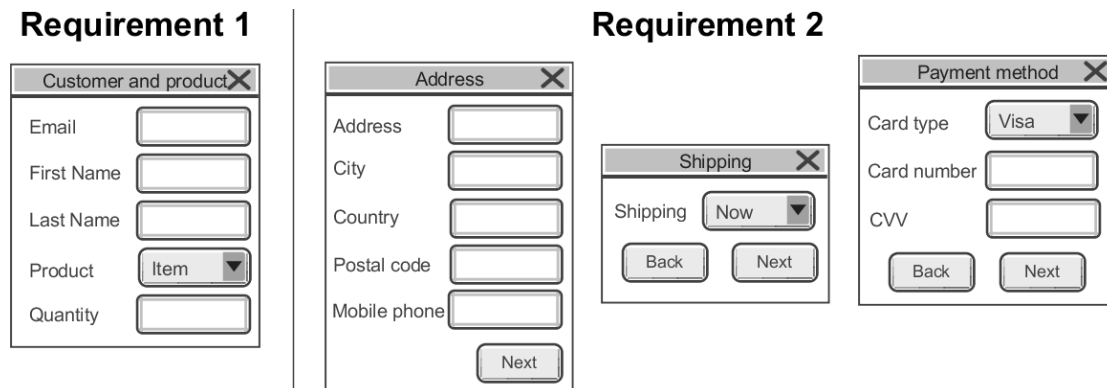 Requirement 1
Customer and product
Email
First Name
Last Name
Product Item
Quantity
Requirement 2
Address
Address
City
Country
Postal code
Mobile phone
Next
Shipping
Shipping Now
Back Next
Payment method
Card type Visa
Card number
CVV
Back Next